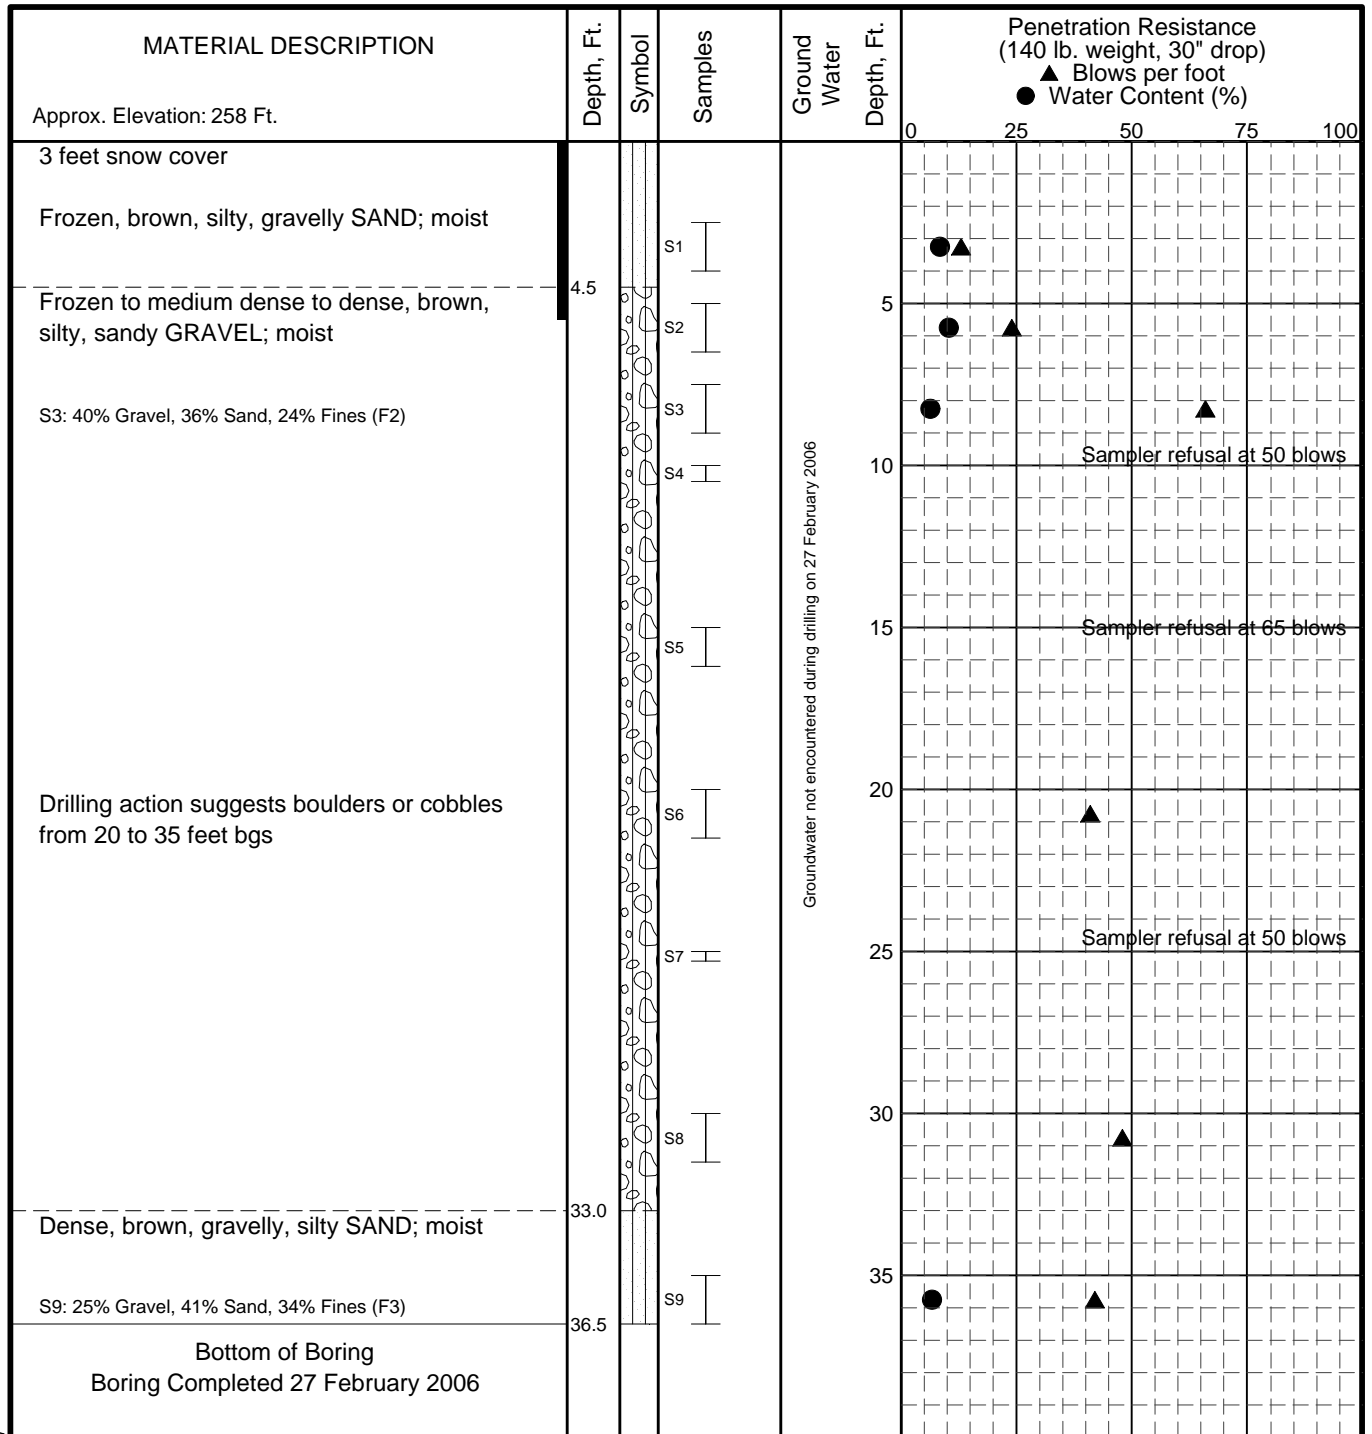 MATERIAL DESCRIPTION
Approx. Elevation: 258 Ft.
Depth, Ft.
Symbol
Samples
Ground
Water
Depth, Ft.
Penetration Resistance
(140 lb. weight, 30" drop)
▲ Blows per foot
● Water Content (%)
0 25 50 75 100
3 feet snow cover
Frozen, brown, silty, gravelly SAND; moist
S1
4.5
Frozen to medium dense to dense, brown,
silty, sandy GRAVEL; moist
S2
5
S3: 40% Gravel, 36% Sand, 24% Fines (F2)
S3
Sampler refusal at 50 blows
S4
10
Groundwater not encountered during drilling on 27 February 2006
S5
15
Sampler refusal at 65 blows
Drilling action suggests boulders or cobbles
from 20 to 35 feet bgs
S6
20
Sampler refusal at 50 blows
S7
25
S8
30
33.0
Dense, brown, gravelly, silty SAND; moist
35
S9: 25% Gravel, 41% Sand, 34% Fines (F3)
S9
36.5
Bottom of Boring
Boring Completed 27 February 2006